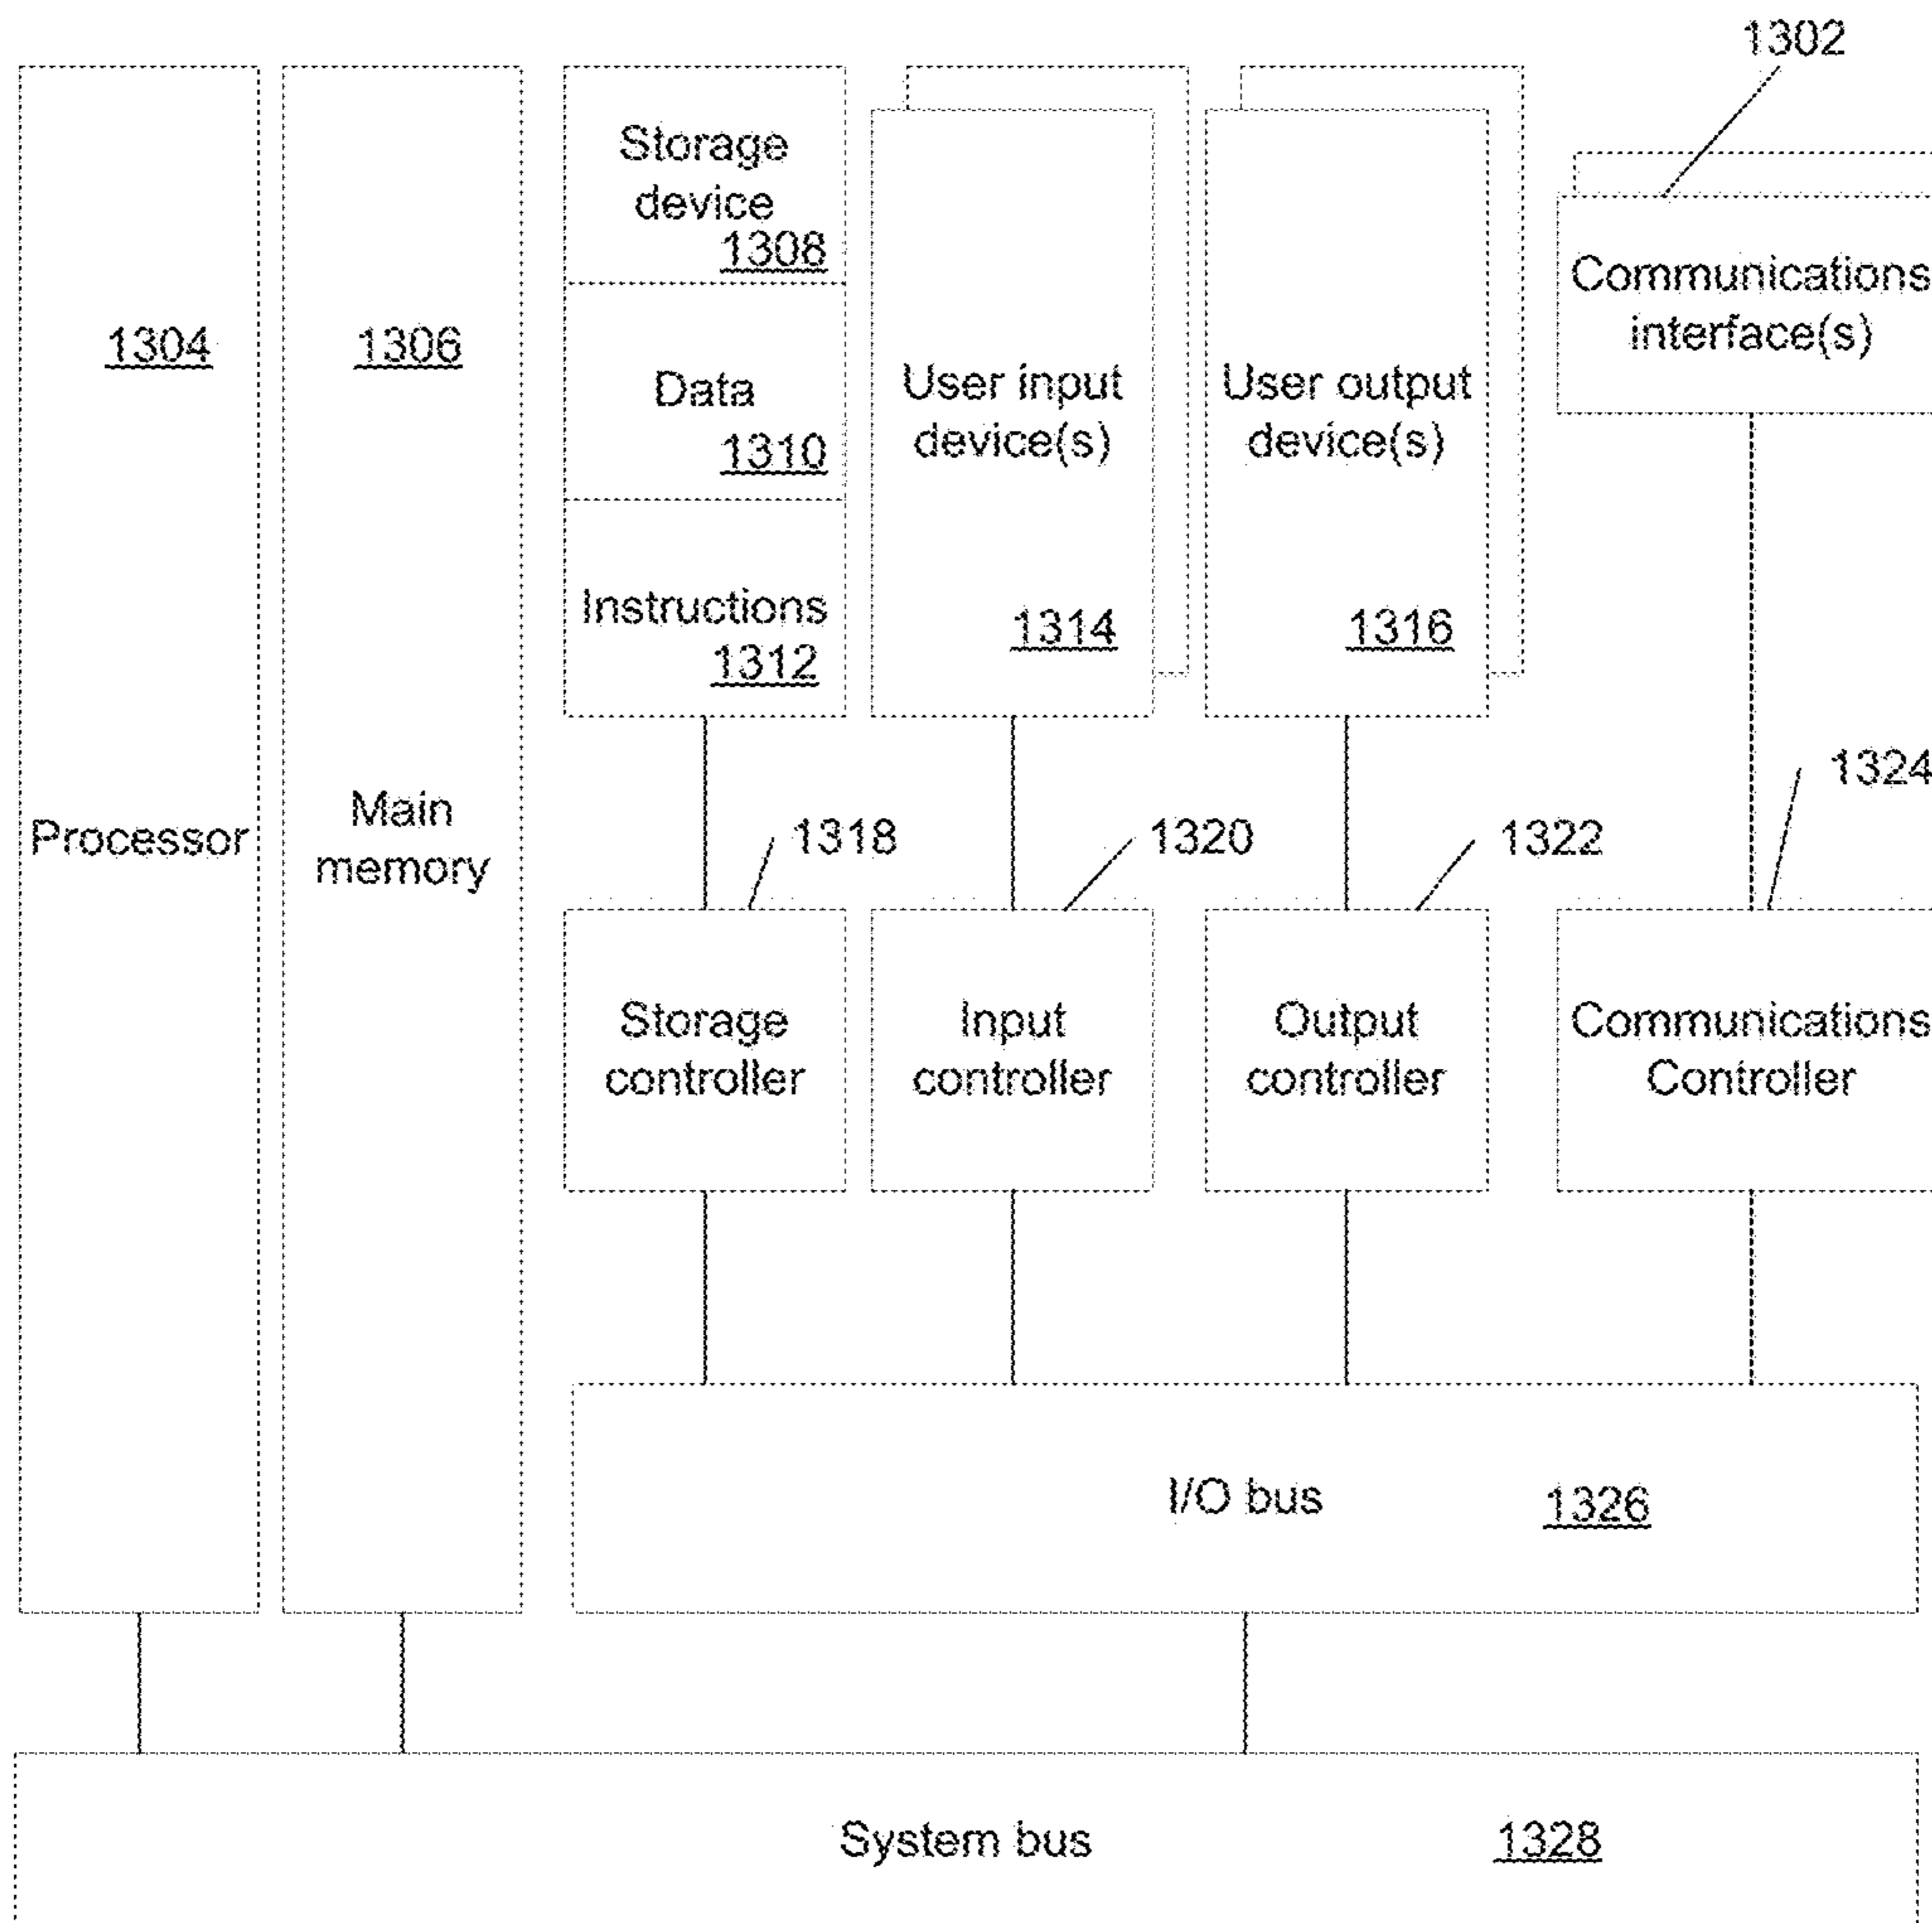 1302
Storage
device
1308
Communications
interface(s)
1304
1306
Data
1310
User input
device(s)
User output
device(s)
Instructions
1312
1314
1316
1324
Processor
Main
memory
1318
1320
1322
Storage
controller
Input
controller
Output
controller
Communications
Controller
I/O bus
1326
System bus
1328